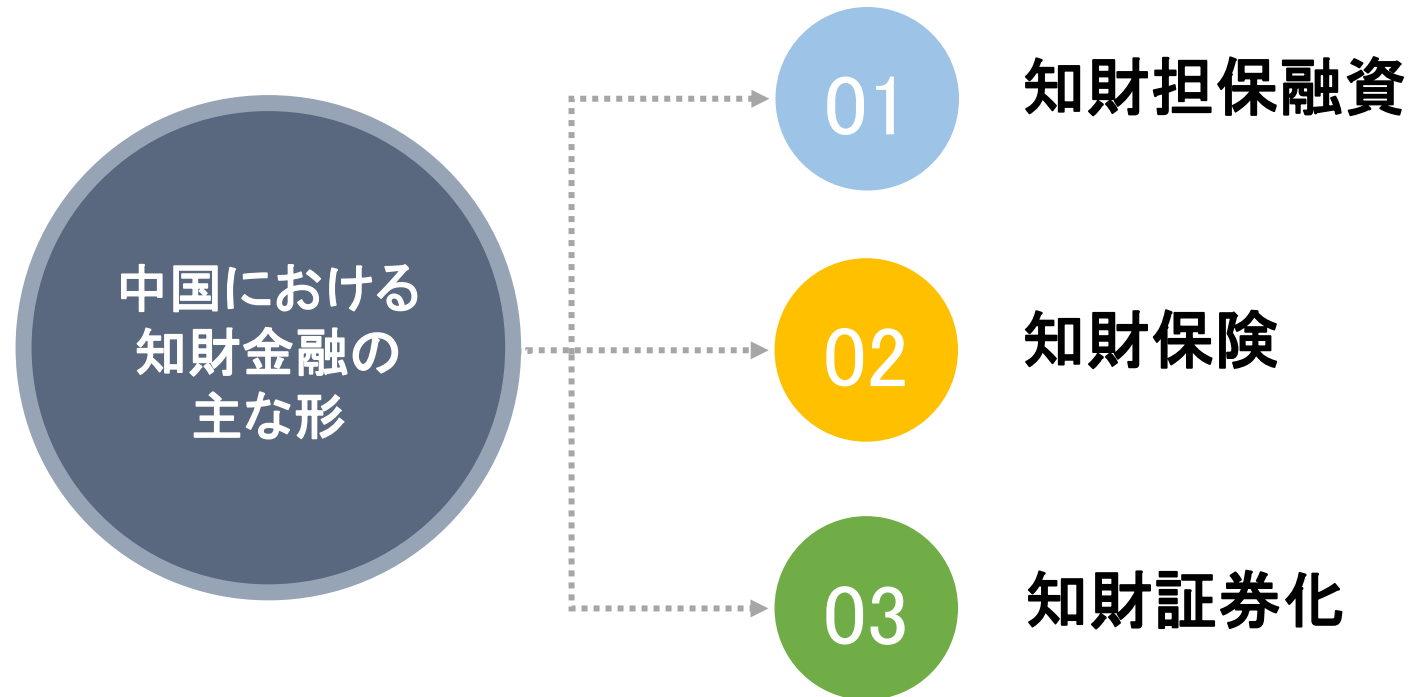 中国における
知財金融の
主な形
01
知財担保融資
02
知財保険
03
知財証券化